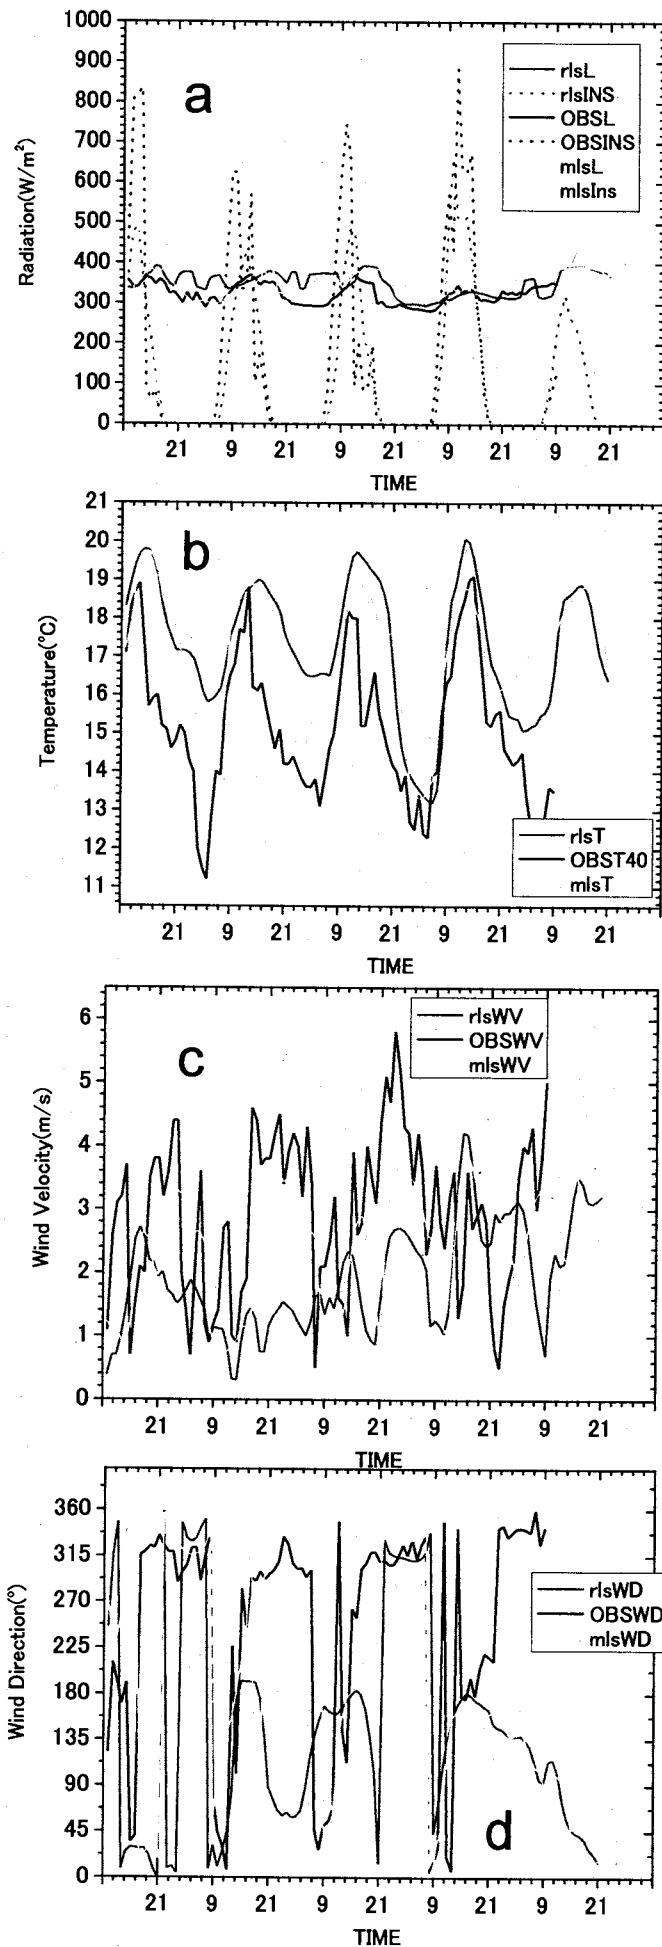 1000
900
800
700
600
500
400
300
200
100
0
Radiation(W/m²)
a
rlsL
rlsINS
OBSL
OBSINS
mlsL
mlsIns
21 9 21 9 21 9 21 9 21
TIME
21
20
19
18
17
16
15
14
13
12
11
Temperature(°C)
b
rlsT
OBST40
mlsT
21 9 21 9 21 9 21 9 21
TIME
6
5
4
3
2
1
0
Wind Velocity(m/s)
c
rlsWV
OBSWV
mlsWV
21 9 21 9 21 9 21 9 21
TIME
360
315
270
225
180
135
90
45
0
Wind Direction(°)
rlsWD
OBSWD
mlsWD
d
21 9 21 9 21 9 21 9 21
TIME